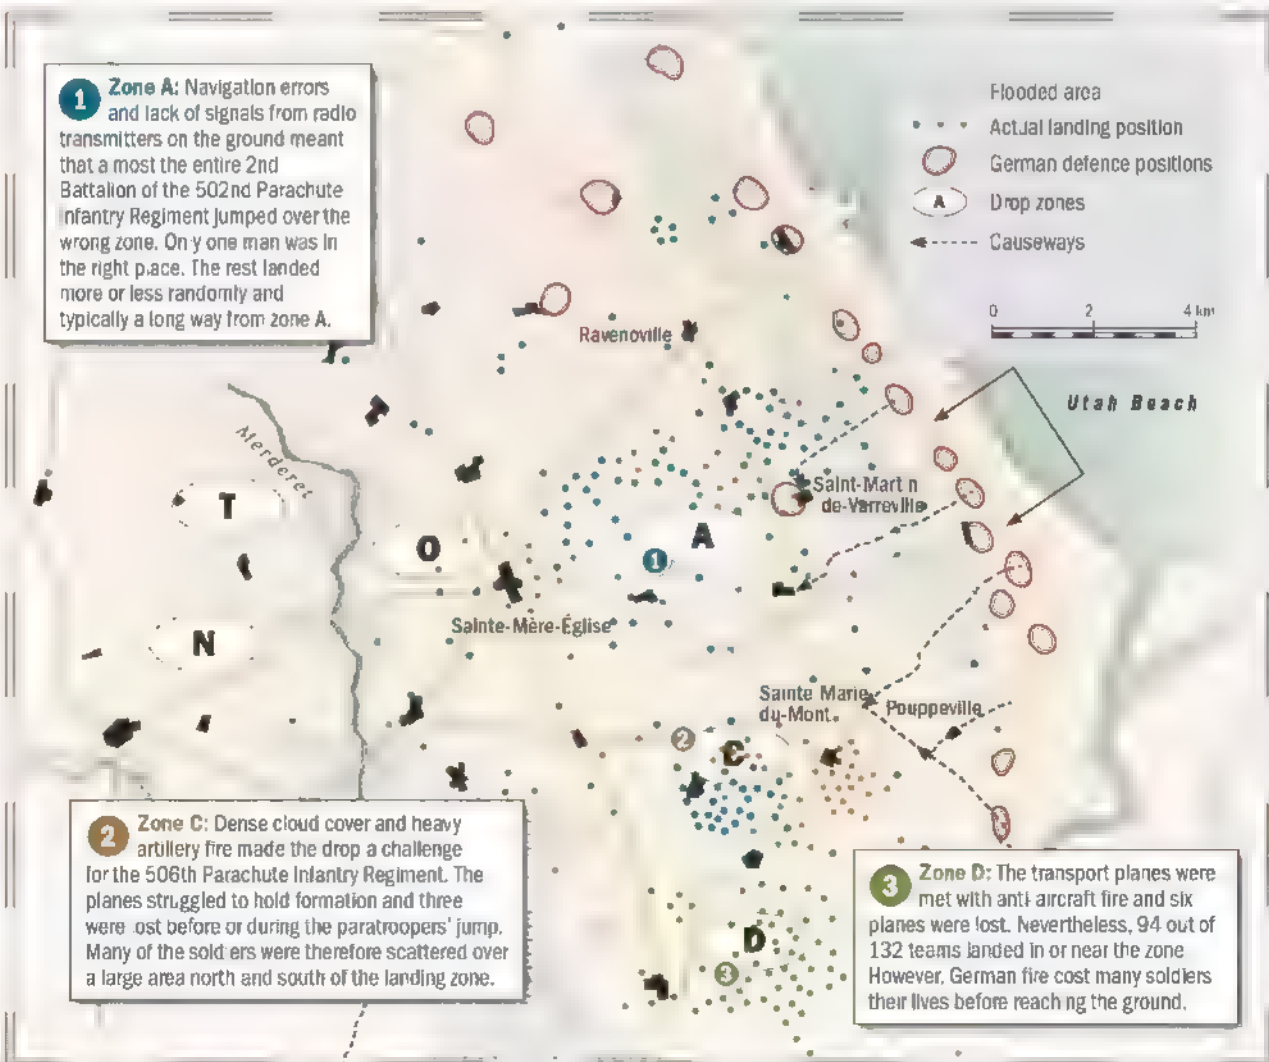 1 Zone A: Navigation errors
and lack of signals from radio
transmitters on the ground meant
that a most the entire 2nd
Battalion of the 502nd Parachute
Infantry Regiment jumped over the
wrong zone. On y one man was in
the right p ace. The rest landed
more or less randomly and
typically a long way from zone A.
Flooded area
Actual landing position
German defence positions
A Drop zones
Causeways
0 2 4 km
Ravenoville
Utah Beach
Merderet
Saint-Mart n
de-Varreville
T
O
A
1
Sainte-Mère-Église
N
Sainte Marie
du-Mont
Pouppeville
2
C
2 Zone C: Dense cloud cover and heavy
artillery fire made the drop a challenge
for the 506th Parachute Infantry Regiment. The
planes struggled to hold formation and three
were ost before or during the paratroopers' jump.
Many of the sold ers were therefore scattered over
a large area north and south of the landing zone.
D
3
3 Zone D: The transport planes were
met with anti aircraft fire and six
planes were lost. Nevertheless, 94 out of
132 teams landed in or near the zone
However, German fire cost many soldiers
their lives before reach ng the ground.